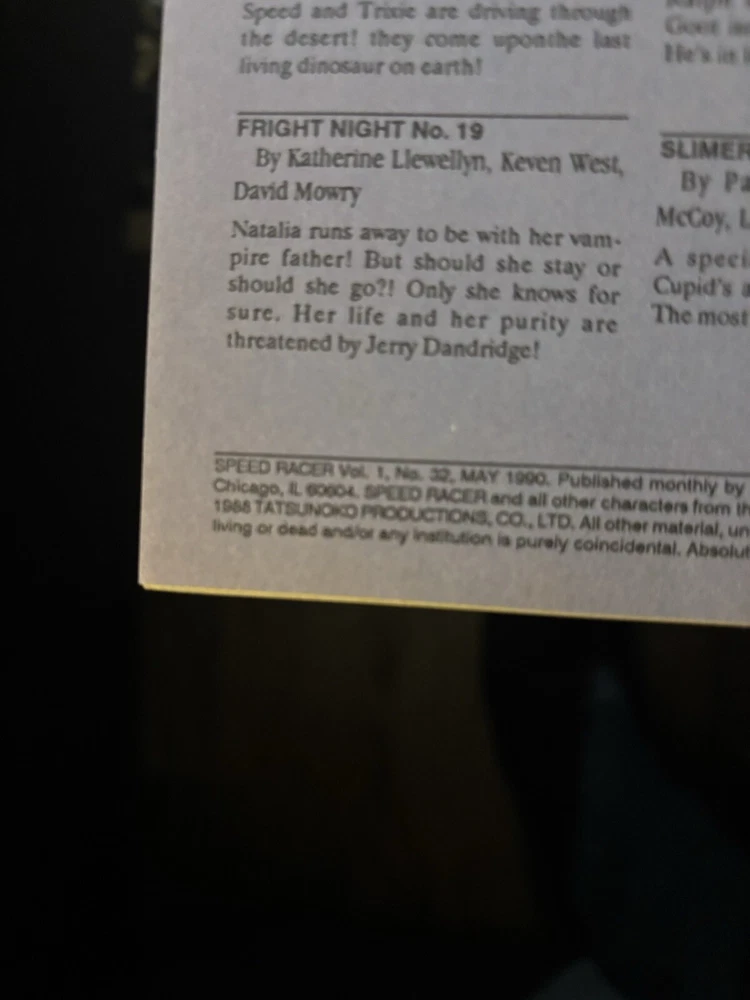 Speed and Trixie are driving through
the desert! they come uponthe last
living dinosaur on earth!
FRIGHT NIGHT No. 19
By Katherine Llewellyn, Keven West,
David Mowry
Natalia runs away to be with her vam-
pire father! But should she stay or
should she go?! Only she knows for
sure. Her life and her purity are
threatened by Jerry Dandridge!
He's in
SLIMER
By Pa
McCoy, L
A speci
Cupid's a
The most
SPEED RACER Vol. 1, No. 32, MAY 1990. Published monthly by
Chicago, IL 60604. SPEED RACER and all other characters from th
1988 TATSUNOKO PRODUCTIONS, CO., LTD. All other material, un
living or dead and/or any institution is purely coincidental. Absolut